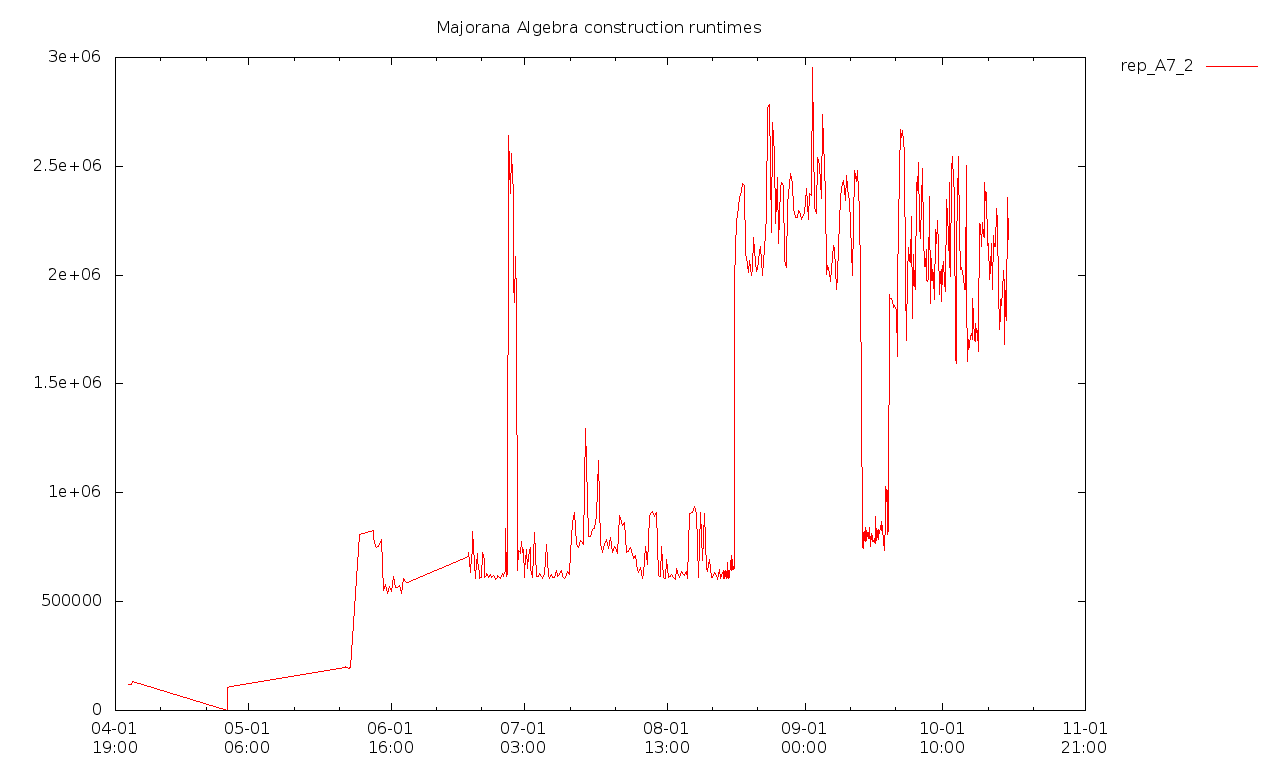 Majorana Algebra construction runtimes
rep_A7_2
3e+06
2.5e+06
2e+06
1.5e+06
1e+06
500000
0
04-01 05-01 06-01 07-01 08-01 09-01 10-01 11-01
19:00 06:00 16:00 03:00 13:00 00:00 10:00 21:00